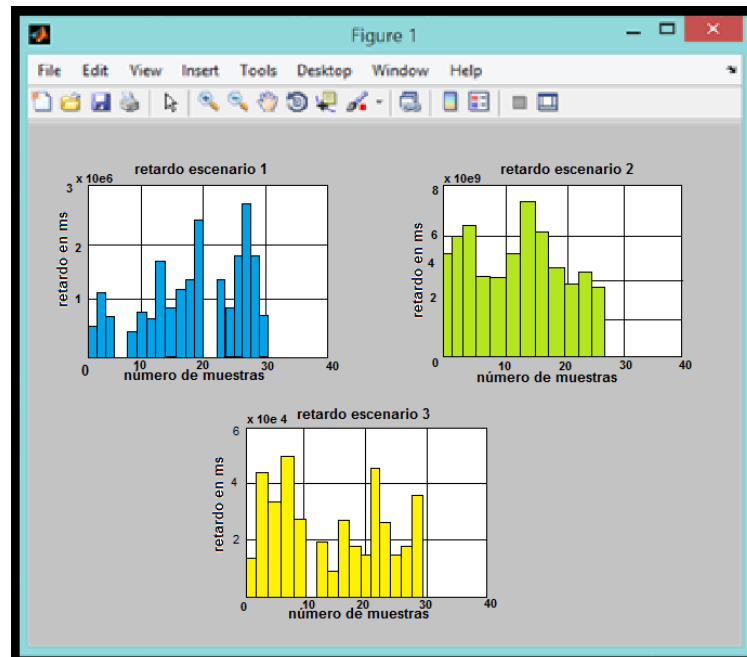 Figure 1
File Edit View Insert Tools Desktop Window Help
retardo escenario 1
x 10e6
3
2
1
0
10
20
30
40
retardo en ms
número de muestras
retardo escenario 2
x 10e9
8
6
4
2
0
10
20
30
40
retardo en ms
número de muestras
retardo escenario 3
x 10e 4
6
4
2
0
10
20
30
40
retardo en ms
número de muestras